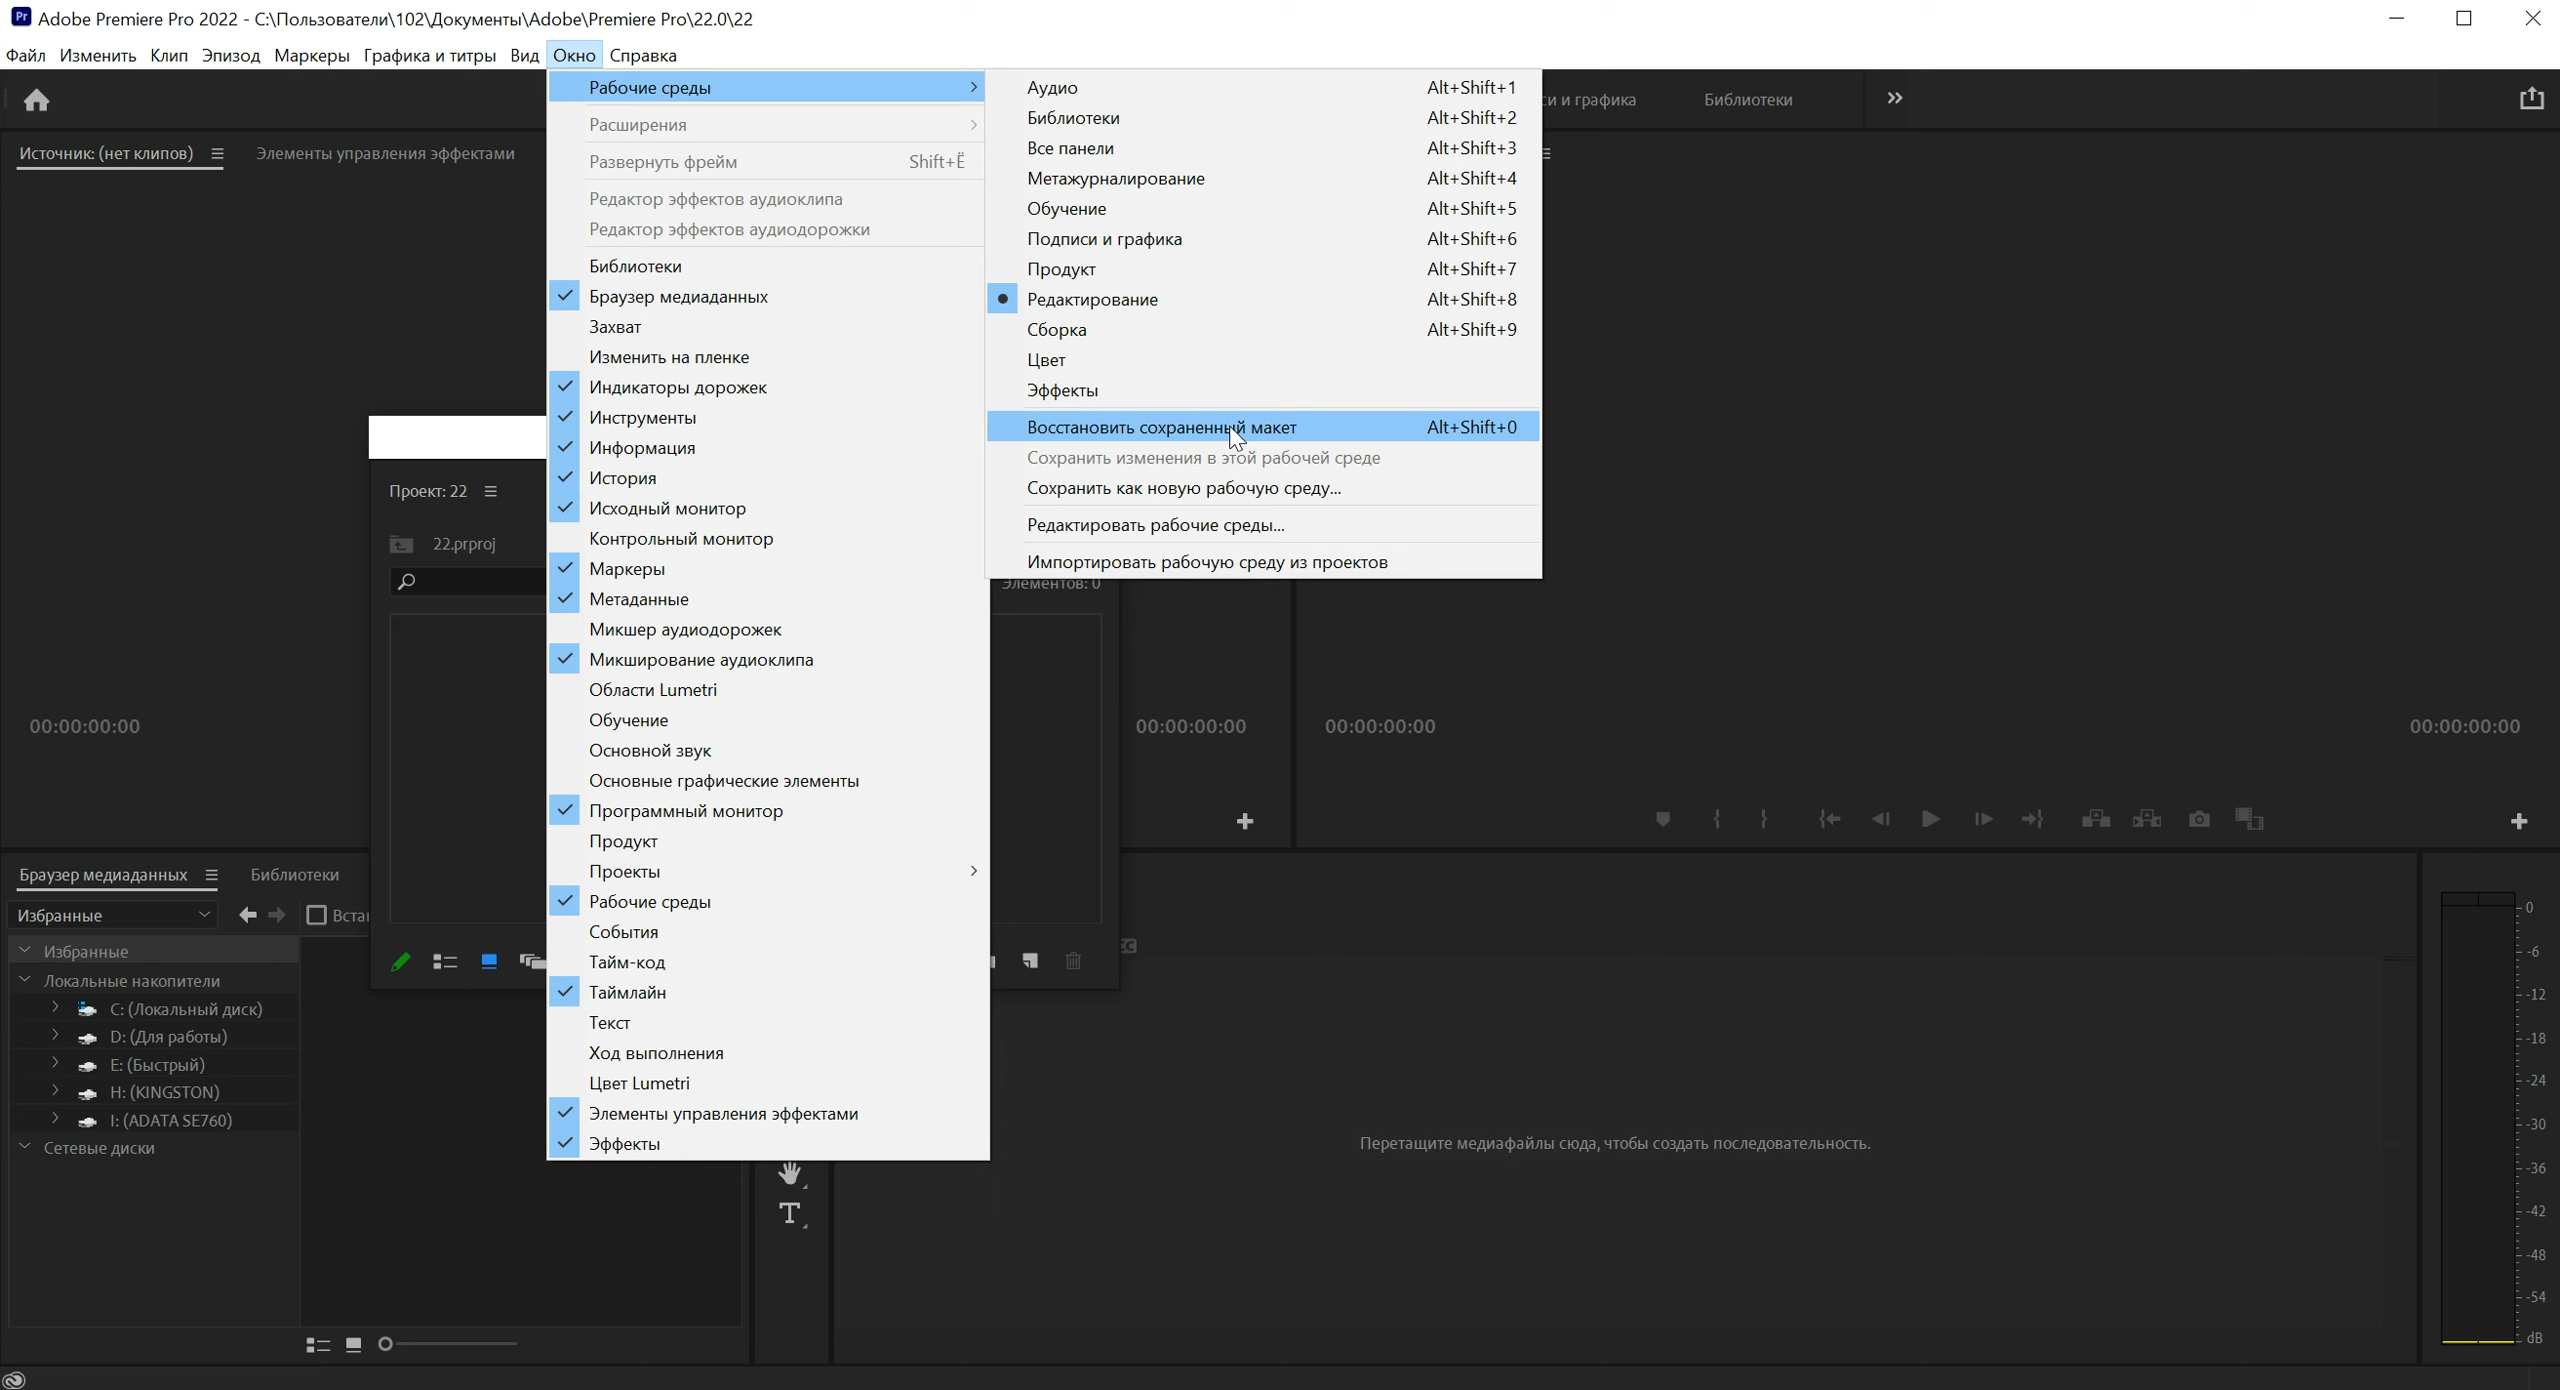 Adobe Premiere Pro 2022 - C:\Пользователи\102\Документы\Adobe\Premiere Pro\22.0\22
Файл Изменить Клип Эпизод Маркеры Графика и титры Вид Окно Справка
си и графика Библиотеки
Источник: (нет клипов) Элементы управления эффектами
Рабочие среды
Расширения
Развернуть фрейм Shift+Ё
Редактор эффектов аудиоклипа
Редактор эффектов аудиодорожки
Библиотеки
Браузер медиаданных
Захват
Изменить на пленке
Индикаторы дорожек
Инструменты
Информация
История
Исходный монитор
Контрольный монитор
Маркеры
Метаданные
Микшер аудиодорожек
Микширование аудиоклипа
Области Lumetri
Обучение
Основной звук
Основные графические элементы
Программный монитор
Продукт
Проекты
Рабочие среды
События
Тайм-код
Таймлайн
Текст
Ход выполнения
Цвет Lumetri
Элементы управления эффектами
Эффекты
Аудио Alt+Shift+1
Библиотеки Alt+Shift+2
Все панели Alt+Shift+3
Метажурналирование Alt+Shift+4
Обучение Alt+Shift+5
Подписи и графика Alt+Shift+6
Продукт Alt+Shift+7
Редактирование Alt+Shift+8
Сборка Alt+Shift+9
Цвет
Эффекты
Восстановить сохраненный макет Alt+Shift+0
Сохранить изменения в этой рабочей среде
Сохранить как новую рабочую среду...
Редактировать рабочие среды...
Импортировать рабочую среду из проектов
Проект: 22
22.prproj
Элементов: 0
00:00:00:00 00:00:00:00 00:00:00:00 00:00:00:00
Браузер медиаданных Библиотеки
Избранные Вста
Избранные
Локальные накопители
C: (Локальный диск)
D: (Для работы)
E: (Быстрый)
H: (KINGSTON)
I: (ADATA SE760)
Сетевые диски
Перетащите медиафайлы сюда, чтобы создать последовательность.
0
-6
-12
-18
-24
-30
-36
-42
-48
-54
dB